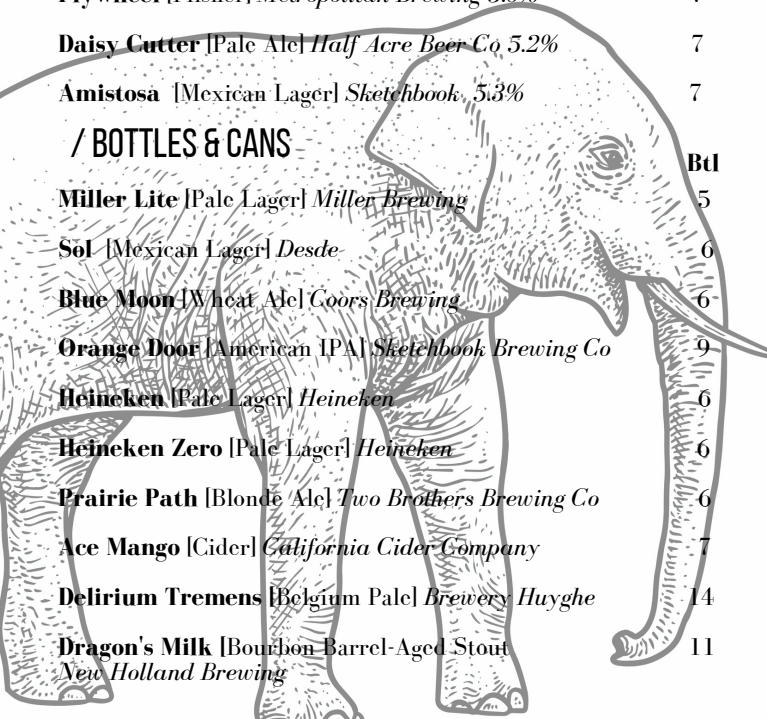 Daisy Cutter [Pale Ale] Half Acre Beer Co 5.2% 7
Amistosa [Mexican Lager] Sketchbook 5.3% 7
/ BOTTLES & CANS
Btl
Miller Lite [Pale Lager] Miller Brewing 5
Sol [Mexican Lager] Desde 6
Blue Moon [Wheat Ale] Coors Brewing 6
Orange Door [American IPA] Sketchbook Brewing Co 9
Heineken [Pale Lager] Heineken 6
Heineken Zero [Pale Lager] Heineken 6
Prairie Path [Blonde Ale] Two Brothers Brewing Co 6
Ace Mango [Cider] California Cider Company 7
Delirium Tremens [Belgium Pale] Brewery Huyghe 14
Dragon's Milk [Bourbon Barrel-Aged Stout 11
New Holland Brewing